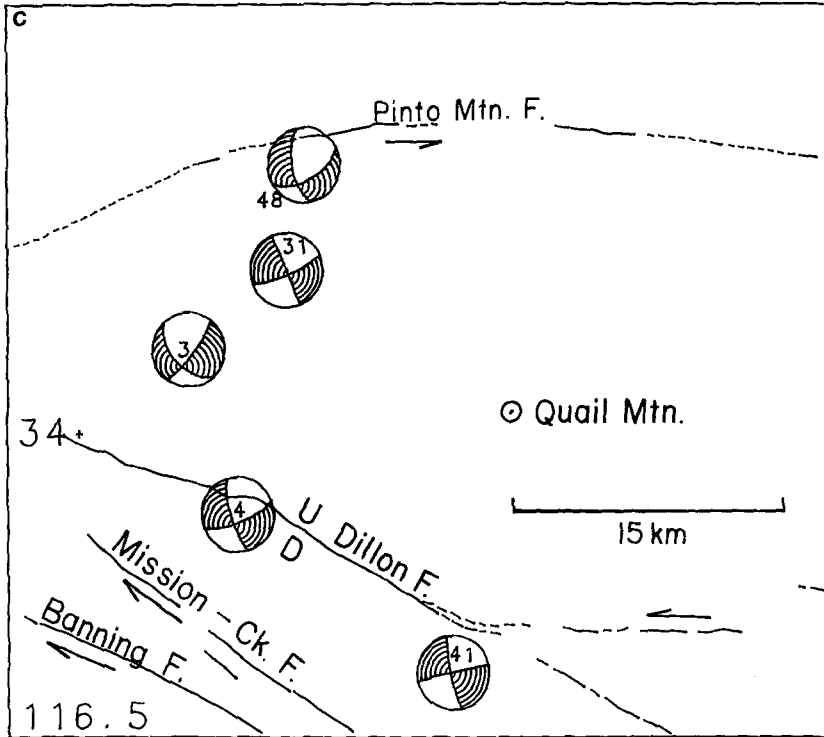 C
Pinto Mtn. F.
48
31
3
34
Quail Mtn.
4
U
D
Dillon F.
15 km
Mission - Ck. F.
Banning F.
41
116.5